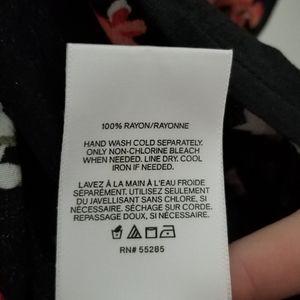 100% RAYON/RAYONNE
HAND WASH COLD SEPARATELY.
ONLY NON-CHLORINE BLEACH
WHEN NEEDED. LINE DRY. COOL
IRON IF NEEDED.
LAVEZ À LA MAIN À L'EAU FROIDE
SÉPARÉMENT. UTILISEZ SEULEMENT
DU JAVELLISANT SANS CHLORE, SI
NÉCESSAIRE. SÉCHAGE SUR CORDE.
REPASSAGE DOUX, SI NÉCESSAIRE.
RN# 55285